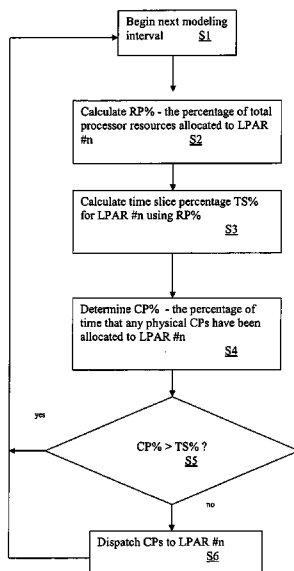 Begin next modeling
interval
S1
Calculate RP% - the percentage of total
processor resources allocated to LPAR
#n
S2
Calculate time slice percentage TS%
for LPAR #n using RP%
S3
Determine CP% - the percentage of
time that any physical CPs have been
allocated to LPAR #n
S4
yes
CP% > TS% ?
S5
no
Dispatch CPs to LPAR #n
S6